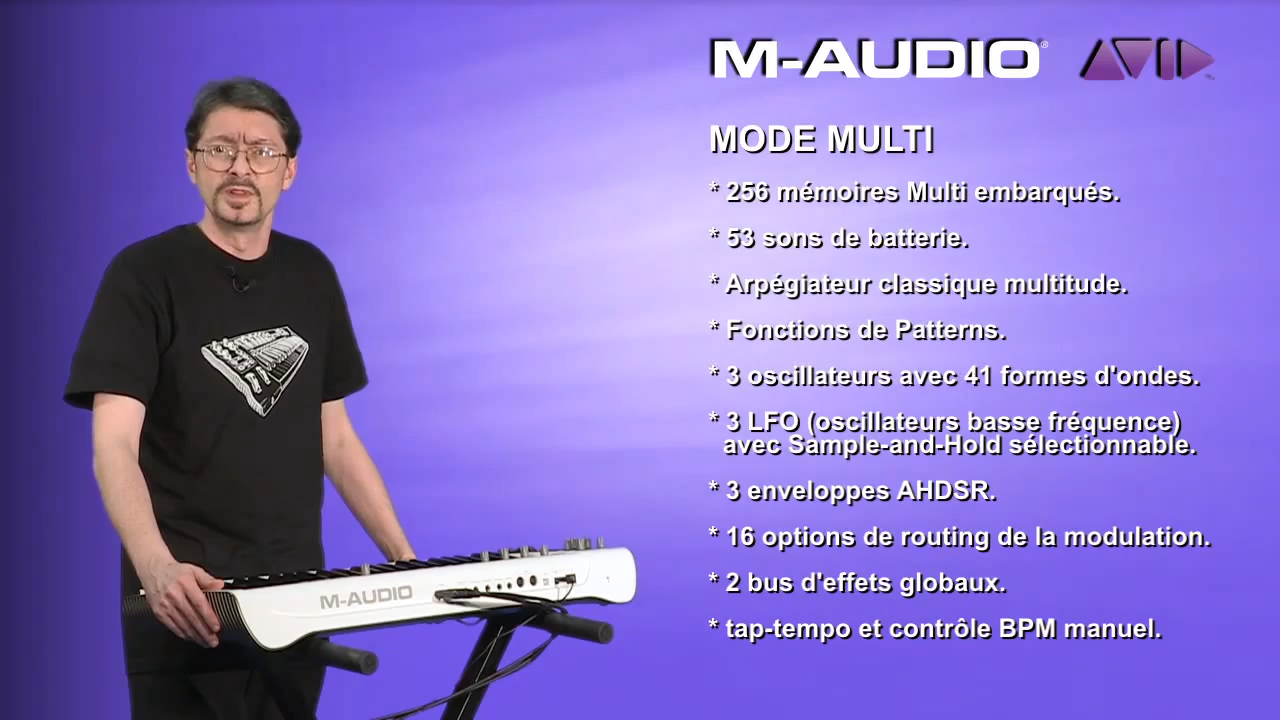 M-AUDIO®
AVID
MODE MULTI
* 256 mémoires Multi embarqués.
* 53 sons de batterie.
* Arpégiateur classique multitude.
* Fonctions de Patterns.
* 3 oscillateurs avec 41 formes d'ondes.
* 3 LFO (oscillateurs basse fréquence)
avec Sample-and-Hold sélectionnable.
* 3 enveloppes AHDSR.
* 16 options de routing de la modulation.
* 2 bus d'effets globaux.
* tap-tempo et contrôle BPM manuel.
M-AUDIO